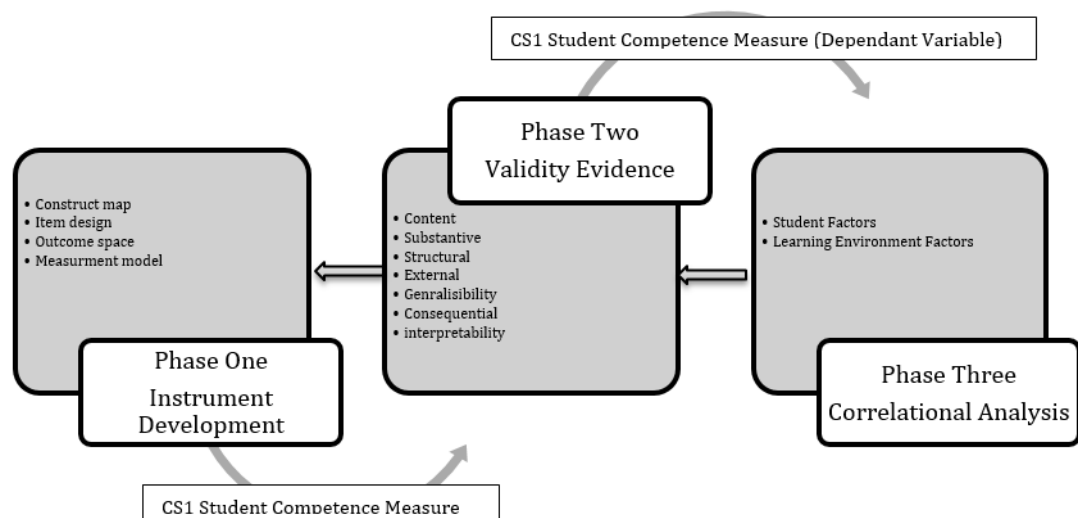 CS1 Student Competence Measure (Dependant Variable)
Phase Two
Validity Evidence
• Construct map
• Item design
• Outcome space
• Measurment model
• Content
• Substantive
• Structural
• External
• Genralisibility
• Consequential
• interpretability
• Student Factors
• Learning Environment Factors
Phase One
Instrument
Development
Phase Three
Correlational Analysis
CS1 Student Competence Measure